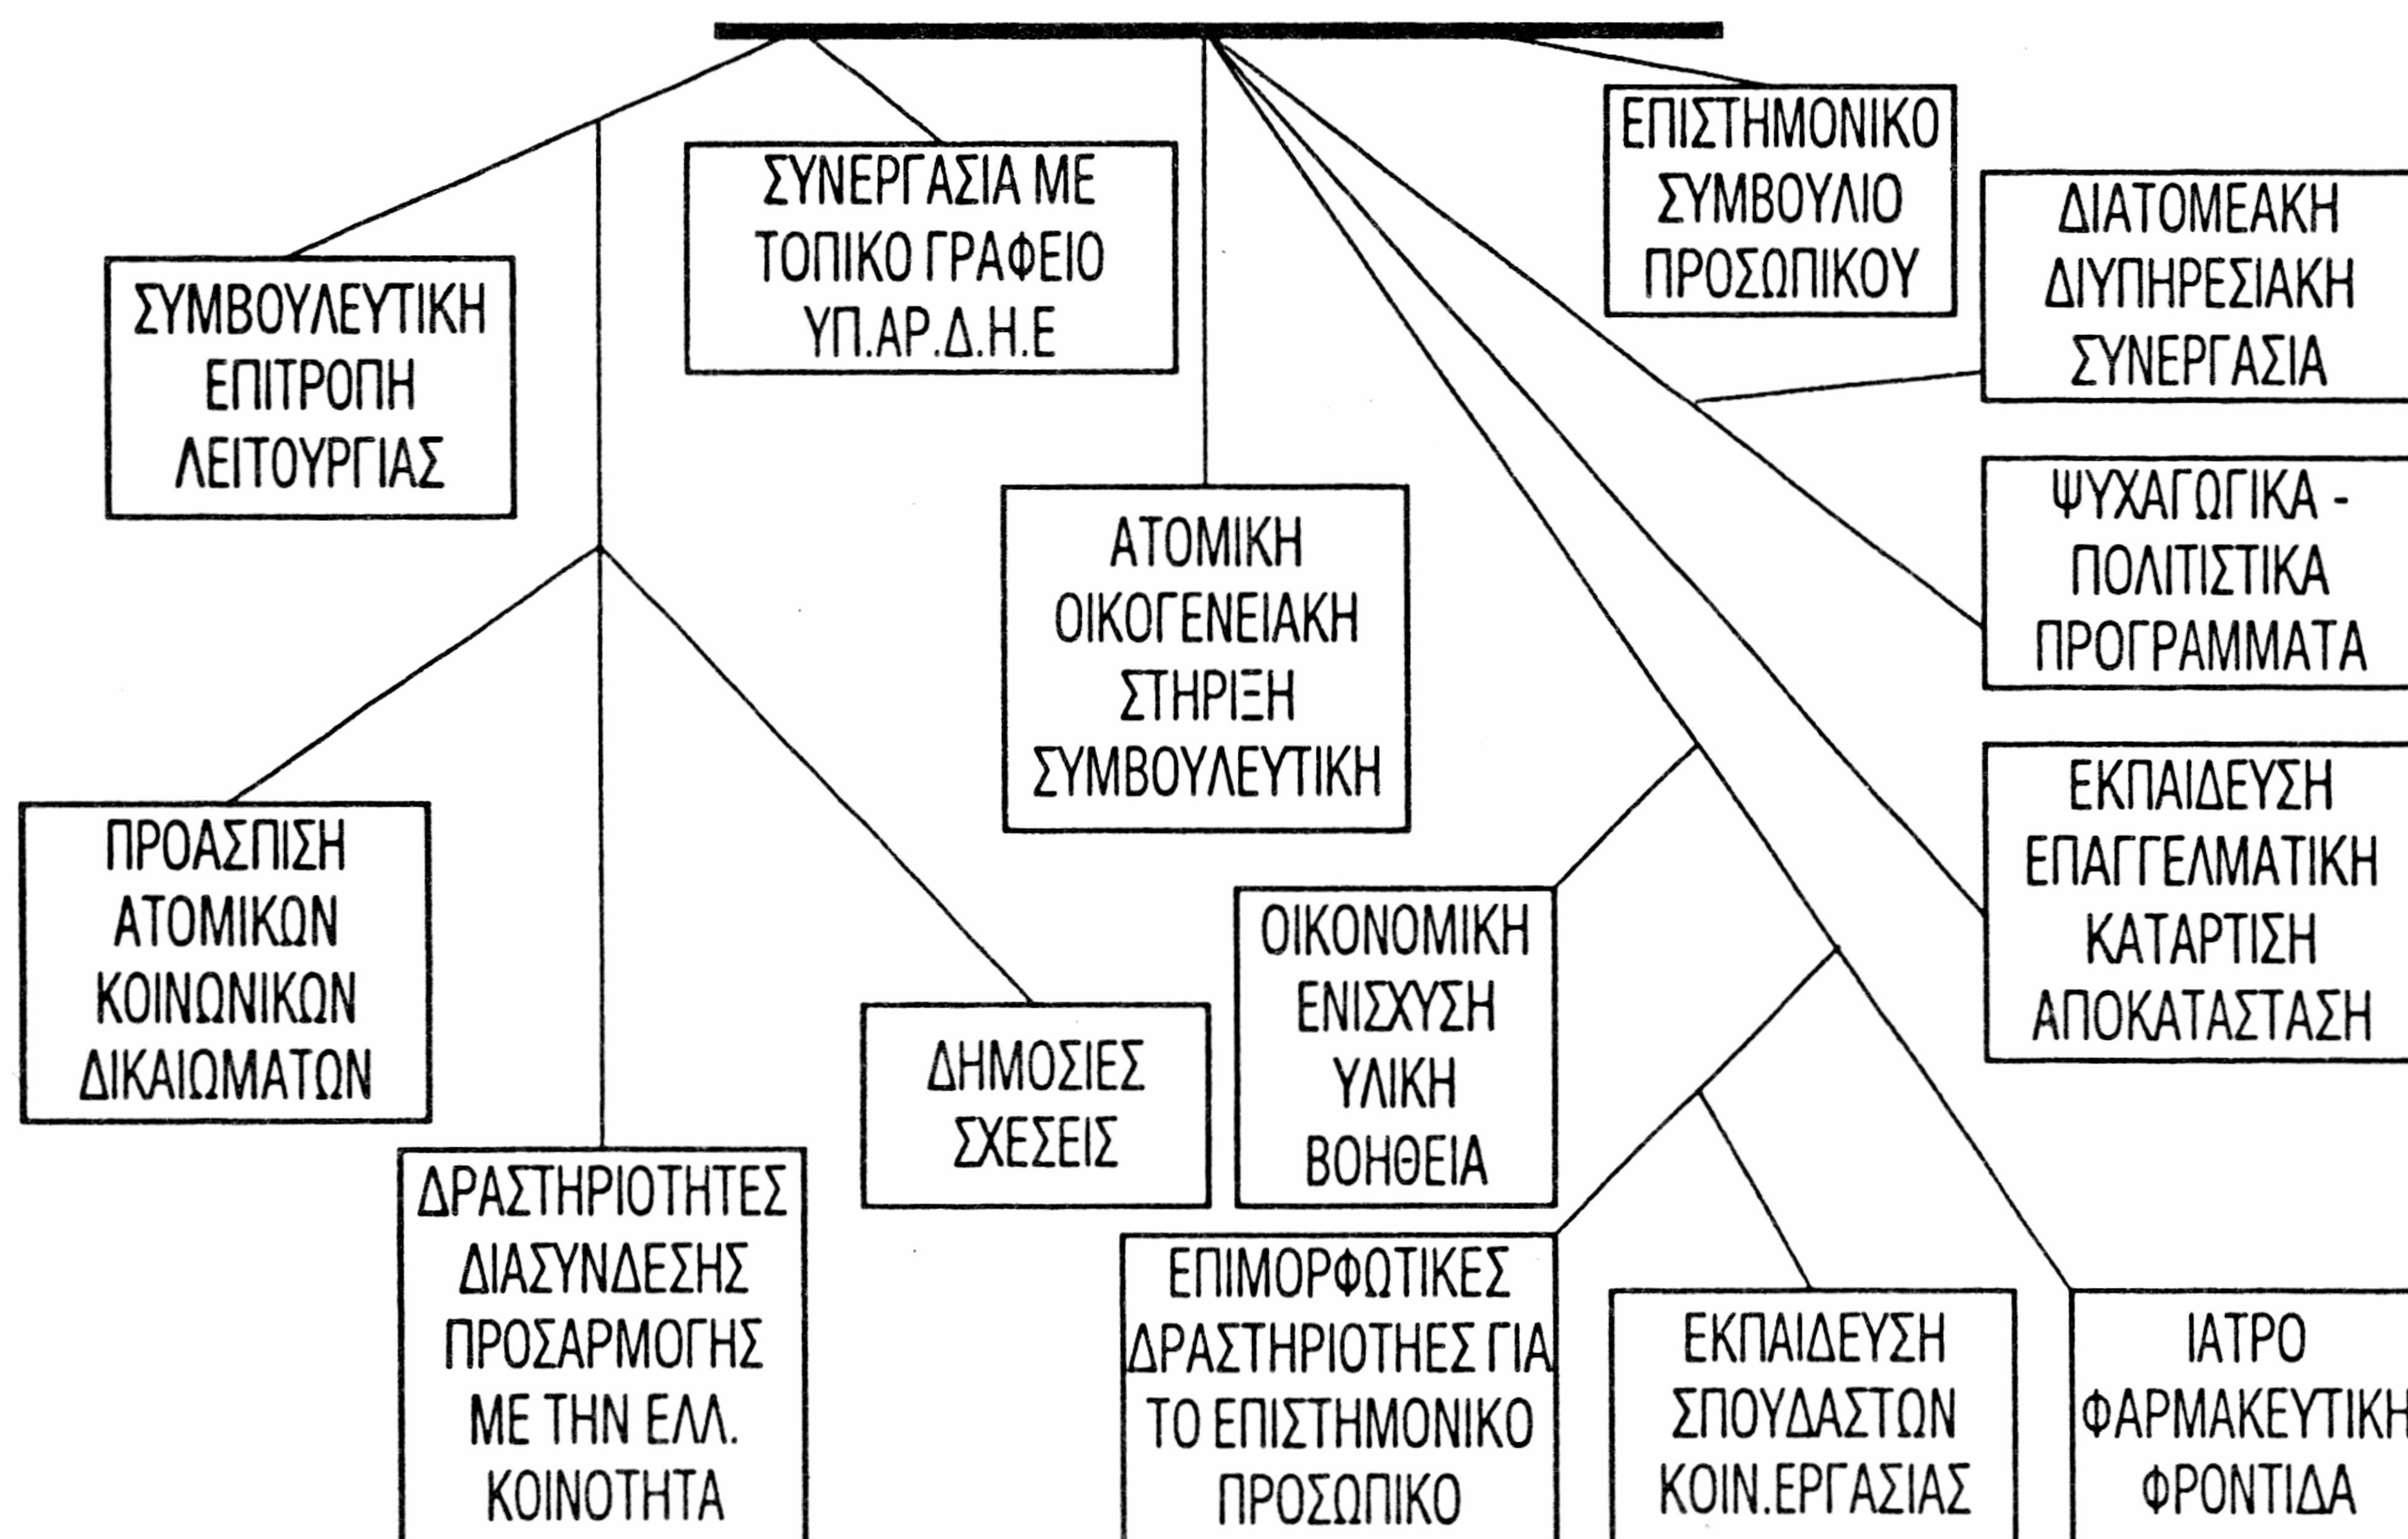 ΕΠΙΣΤΗΜΟΝΙΚΟ
ΣΥΜΒΟΥΛΙΟ
ΠΡΟΣΩΠΙΚΟΥ
ΣΥΝΕΡΓΑΣΙΑ ΜΕ
ΤΟΠΙΚΟ ΓΡΑΦΕΙΟ
ΥΠ.ΑΡ.Δ.Η.Ε
ΔΙΑΤΟΜΕΑΚΗ
ΔΙΥΠΗΡΕΣΙΑΚΗ
ΣΥΝΕΡΓΑΣΙΑ
ΣΥΜΒΟΥΛΕΥΤΙΚΗ
ΕΠΙΤΡΟΠΗ
ΛΕΙΤΟΥΡΓΙΑΣ
ΨΥΧΑΓΩΓΙΚΑ -
ΠΟΛΙΤΙΣΤΙΚΑ
ΠΡΟΓΡΑΜΜΑΤΑ
ΑΤΟΜΙΚΗ
ΟΙΚΟΓΕΝΕΙΑΚΗ
ΣΤΗΡΙΞΗ
ΣΥΜΒΟΥΛΕΥΤΙΚΗ
ΕΚΠΑΙΔΕΥΣΗ
ΕΠΑΓΓΕΛΜΑΤΙΚΗ
ΚΑΤΑΡΤΙΣΗ
ΑΠΟΚΑΤΑΣΤΑΣΗ
ΠΡΟΑΣΠΙΣΗ
ΑΤΟΜΙΚΩΝ
ΚΟΙΝΩΝΙΚΩΝ
ΔΙΚΑΙΩΜΑΤΩΝ
ΟΙΚΟΝΟΜΙΚΗ
ΕΝΙΣΧΥΣΗ
ΥΛΙΚΗ
ΒΟΗΘΕΙΑ
ΔΗΜΟΣΙΕΣ
ΣΧΕΣΕΙΣ
ΔΡΑΣΤΗΡΙΟΤΗΤΕΣ
ΔΙΑΣΥΝΔΕΣΗΣ
ΠΡΟΣΑΡΜΟΓΗΣ
ΜΕ ΤΗΝ ΕΛΛ.
ΚΟΙΝΟΤΗΤΑ
ΕΠΙΜΟΡΦΩΤΙΚΕΣ
ΔΡΑΣΤΗΡΙΟΤΗΕΣ ΓΙΑ
ΤΟ ΕΠΙΣΤΗΜΟΝΙΚΟ
ΠΡΟΣΩΠΙΚΟ
ΕΚΠΑΙΔΕΥΣΗ
ΣΠΟΥΔΑΣΤΩΝ
ΚΟΙΝ.ΕΡΓΑΣΙΑΣ
ΙΑΤΡΟ
ΦΑΡΜΑΚΕΥΤΙΚΗ
ΦΡΟΝΤΙΔΑ